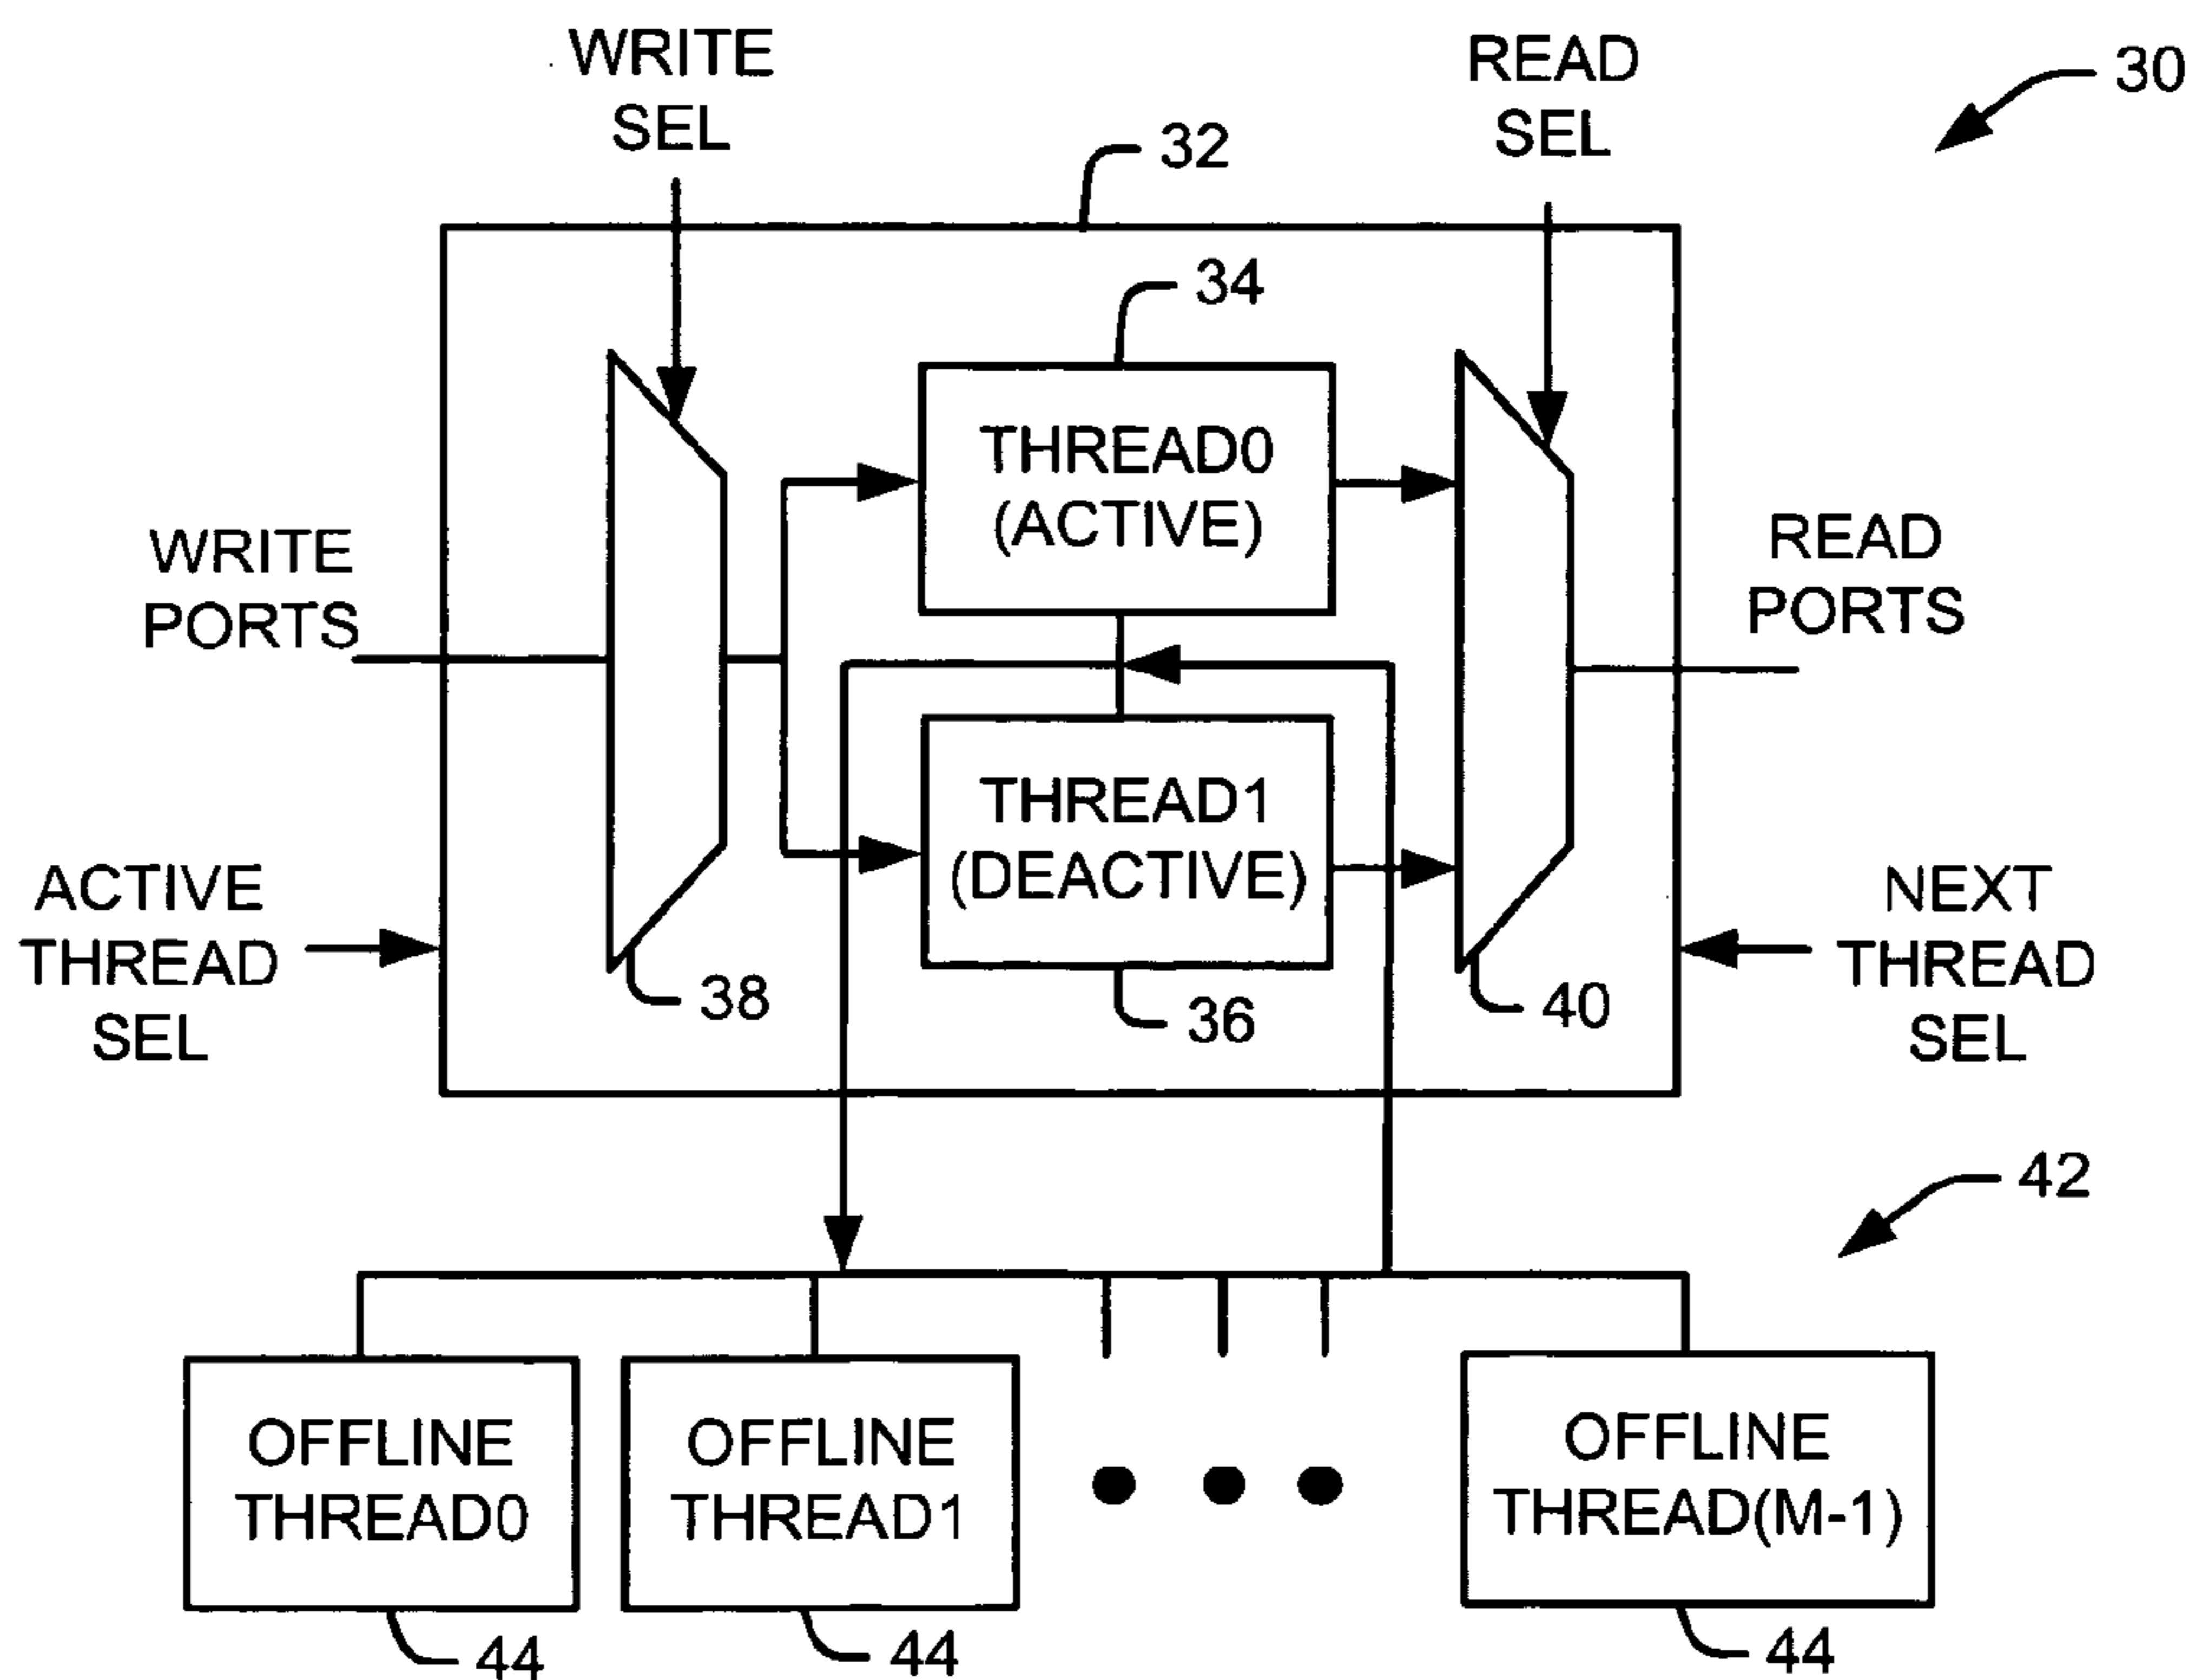 WRITE
SEL
READ
SEL
30
32
34
THREAD0
(ACTIVE)
WRITE
PORTS
READ
PORTS
THREAD1
(DEACTIVE)
ACTIVE
THREAD
SEL
NEXT
THREAD
SEL
38
36
40
42
OFFLINE
THREAD0
OFFLINE
THREAD1
OFFLINE
THREAD(M-1)
44
44
44